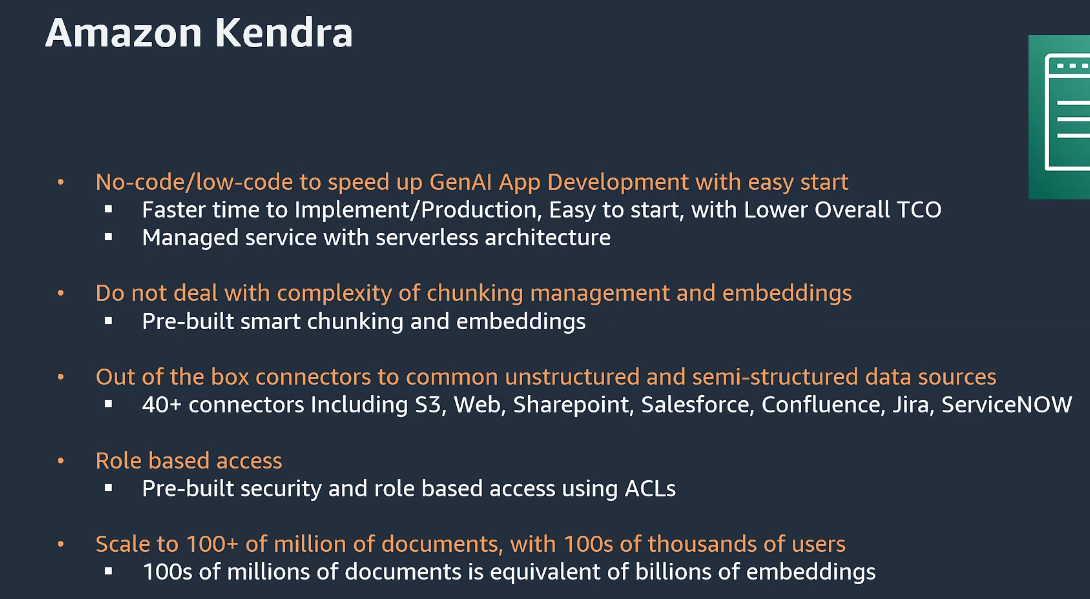 Amazon Kendra
• No-code/low-code to speed up GenAI App Development with easy start
▪ Faster time to Implement/Production, Easy to start, with Lower Overall TCO
▪ Managed service with serverless architecture
• Do not deal with complexity of chunking management and embeddings
▪ Pre-built smart chunking and embeddings
• Out of the box connectors to common unstructured and semi-structured data sources
▪ 40+ connectors Including S3, Web, Sharepoint, Salesforce, Confluence, Jira, ServiceNOW
• Role based access
▪ Pre-built security and role based access using ACLs
• Scale to 100+ of million of documents, with 100s of thousands of users
▪ 100s of millions of documents is equivalent of billions of embeddings